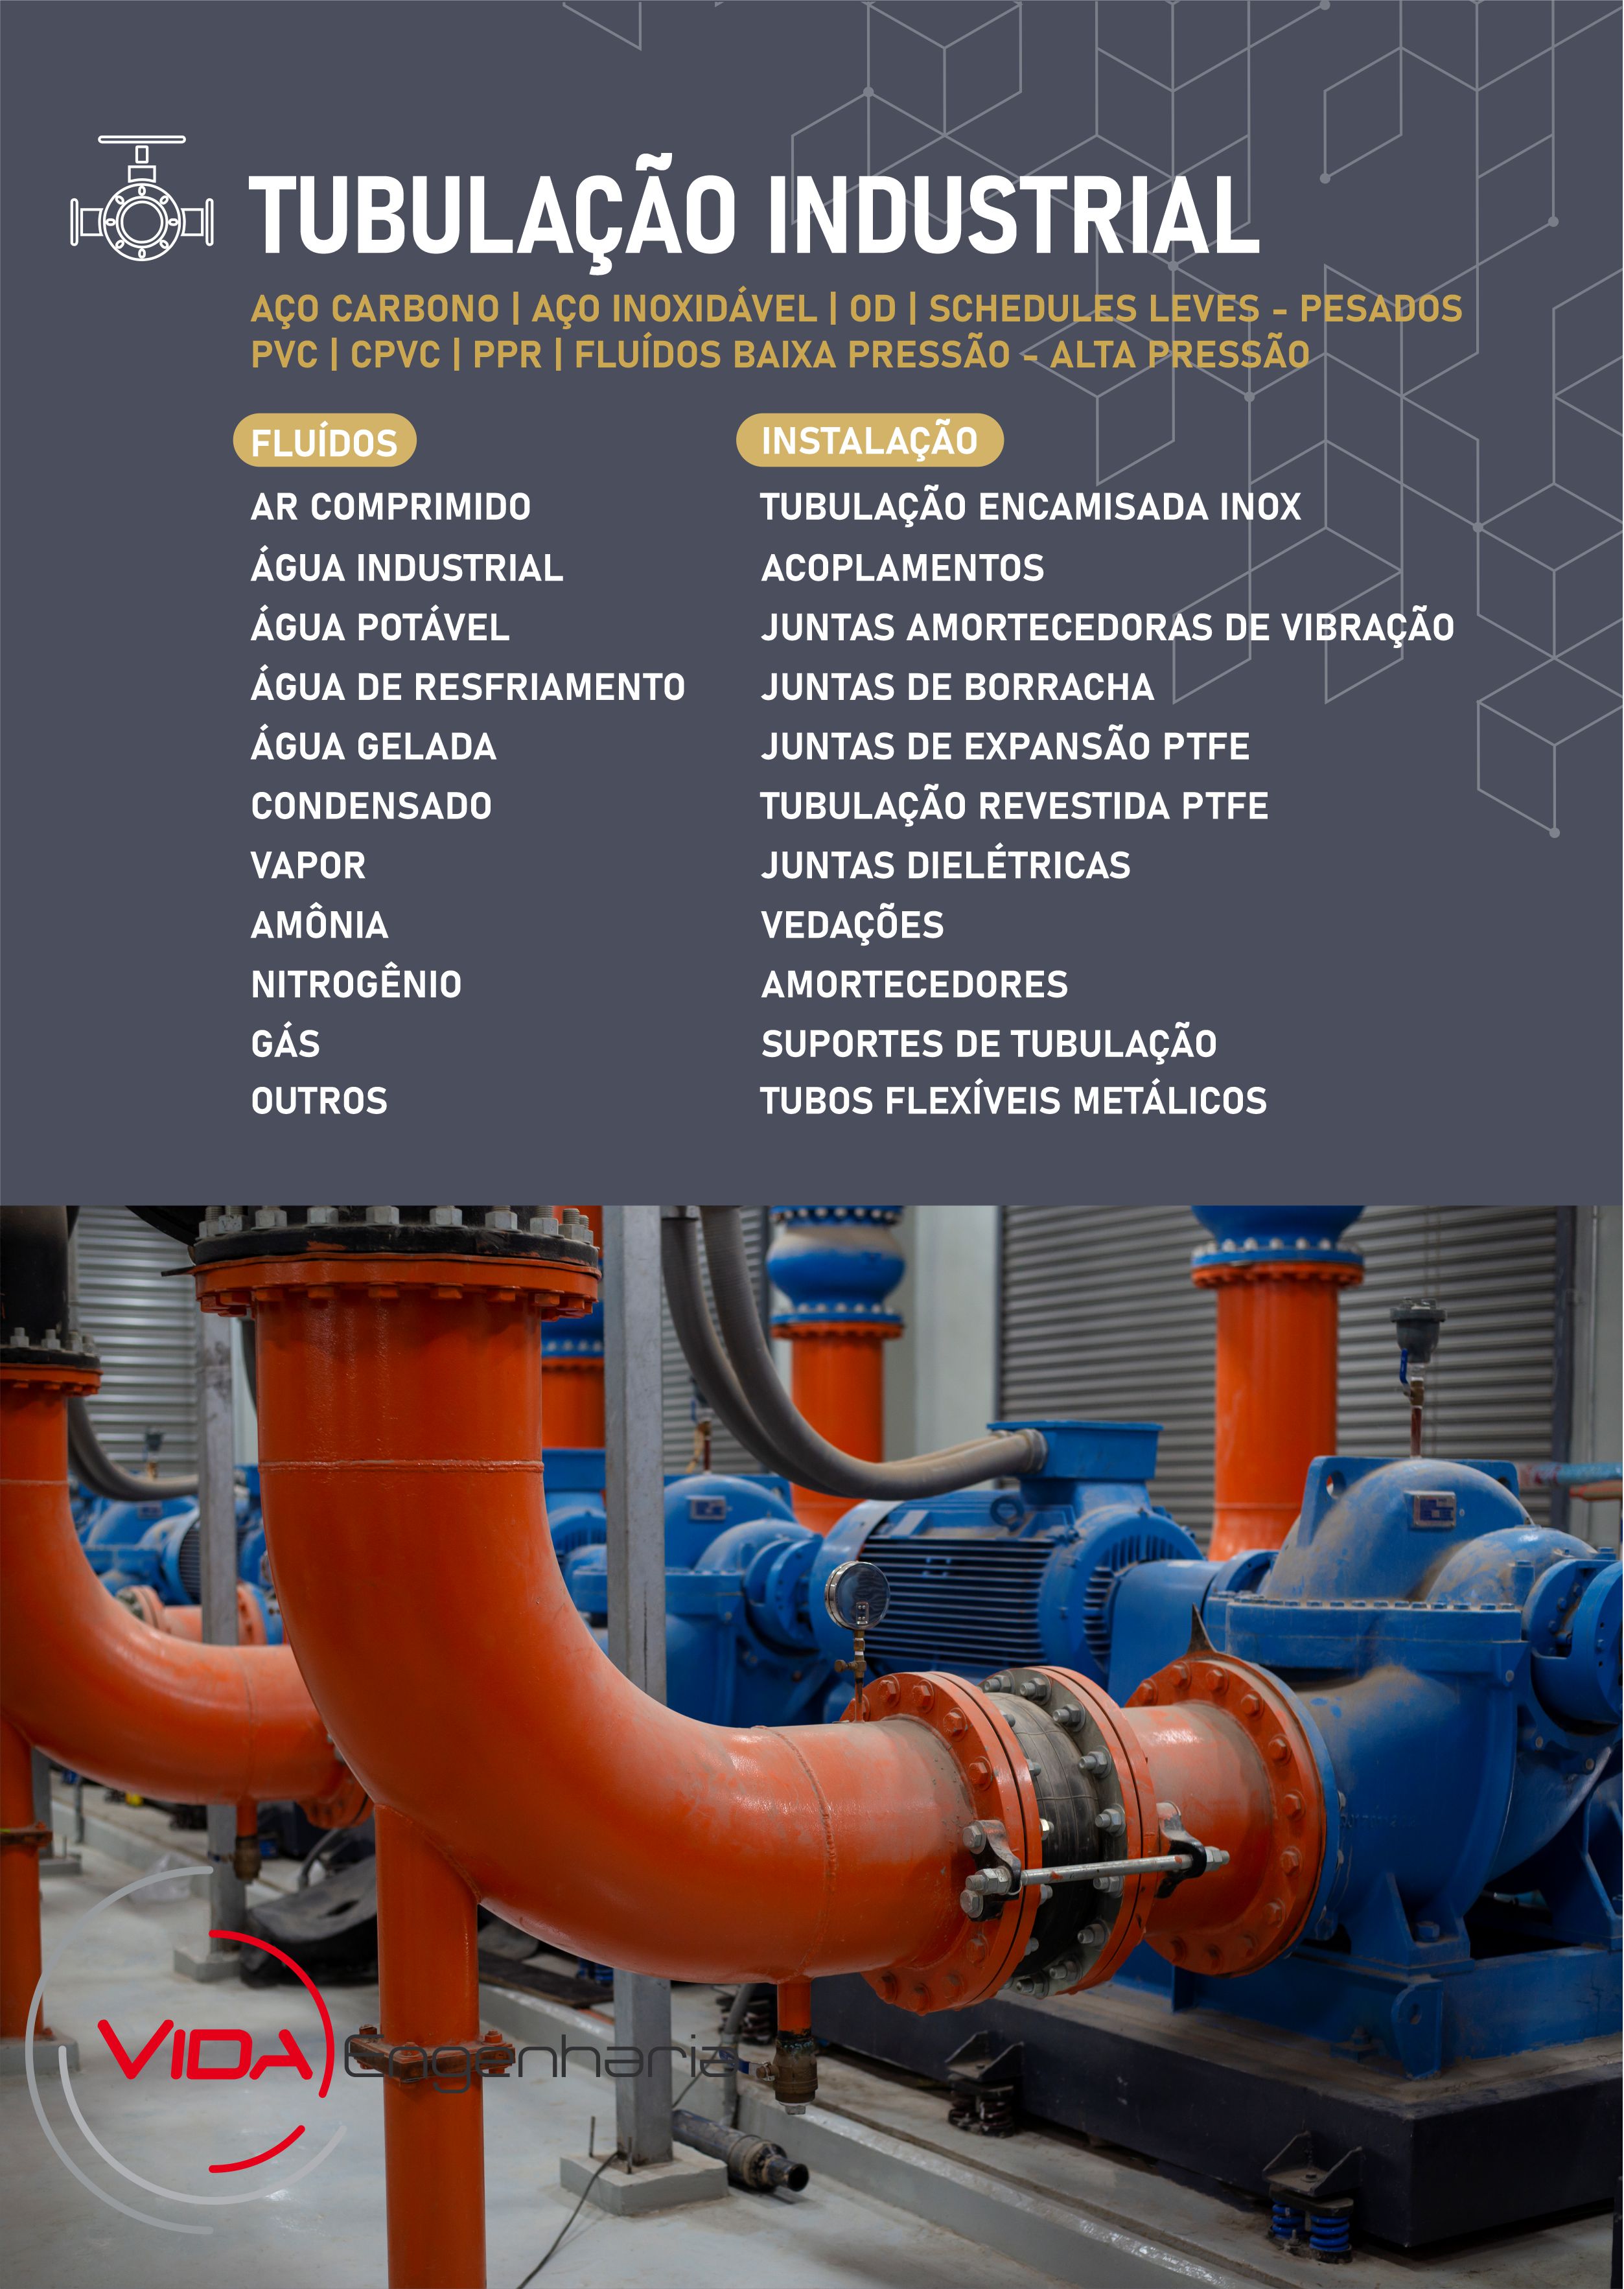 TUBULAÇÃO INDUSTRIAL
AÇO CARBONO | AÇO INOXIDÁVEL | OD | SCHEDULES LEVES - PESADOS
PVC | CPVC | PPR | FLUÍDOS BAIXA PRESSÃO - ALTA PRESSÃO
FLUÍDOS
AR COMPRIMIDO
ÁGUA INDUSTRIAL
ÁGUA POTÁVEL
ÁGUA DE RESFRIAMENTO
ÁGUA GELADA
CONDENSADO
VAPOR
AMÔNIA
NITROGÊNIO
GÁS
OUTROS
INSTALAÇÃO
TUBULAÇÃO ENCAMISADA INOX
ACOPLAMENTOS
JUNTAS AMORTECEDORAS DE VIBRAÇÃO
JUNTAS DE BORRACHA
JUNTAS DE EXPANSÃO PTFE
TUBULAÇÃO REVESTIDA PTFE
JUNTAS DIELÉTRICAS
VEDAÇÕES
AMORTECEDORES
SUPORTES DE TUBULAÇÃO
TUBOS FLEXÍVEIS METÁLICOS
VIDA Engenharia